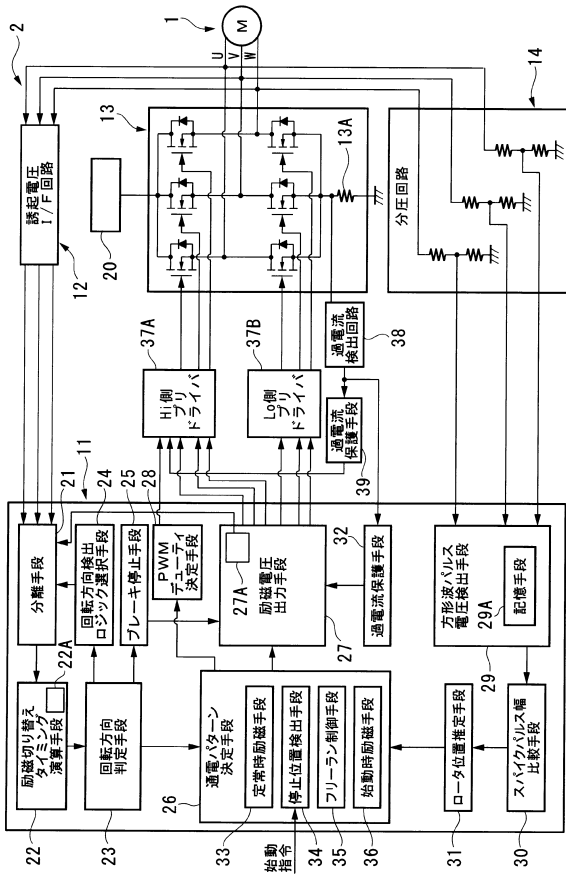 1
M
U
V
W
2
誘起電圧
I/F回路
12
20
13
13A
14
分圧回路
37A
Hi側
プリ
ドライバ
37B
Lo側
プリ
ドライバ
過電流
検出回路
38
過電流
保護手段
39
11
21
分離手段
24
回転方向検出
ロジック選択手段
25
ブレーキ停止手段
28
PWM
デューティ
決定手段
27A
励磁電圧
出力手段
27
32
過電流保護手段
方形波パルス
電圧検出手段
29A
記憶手段
29
22A
励磁切り替え
タイミング
演算手段
22
回転方向
判定手段
23
通電パターン
決定手段
26
定常時励磁手段
33
停止位置検出手段
34
フリーラン制御手段
35
始動時励磁手段
36
始動
指令
ロータ位置推定手段
31
スパイクパルス幅
比較手段
30